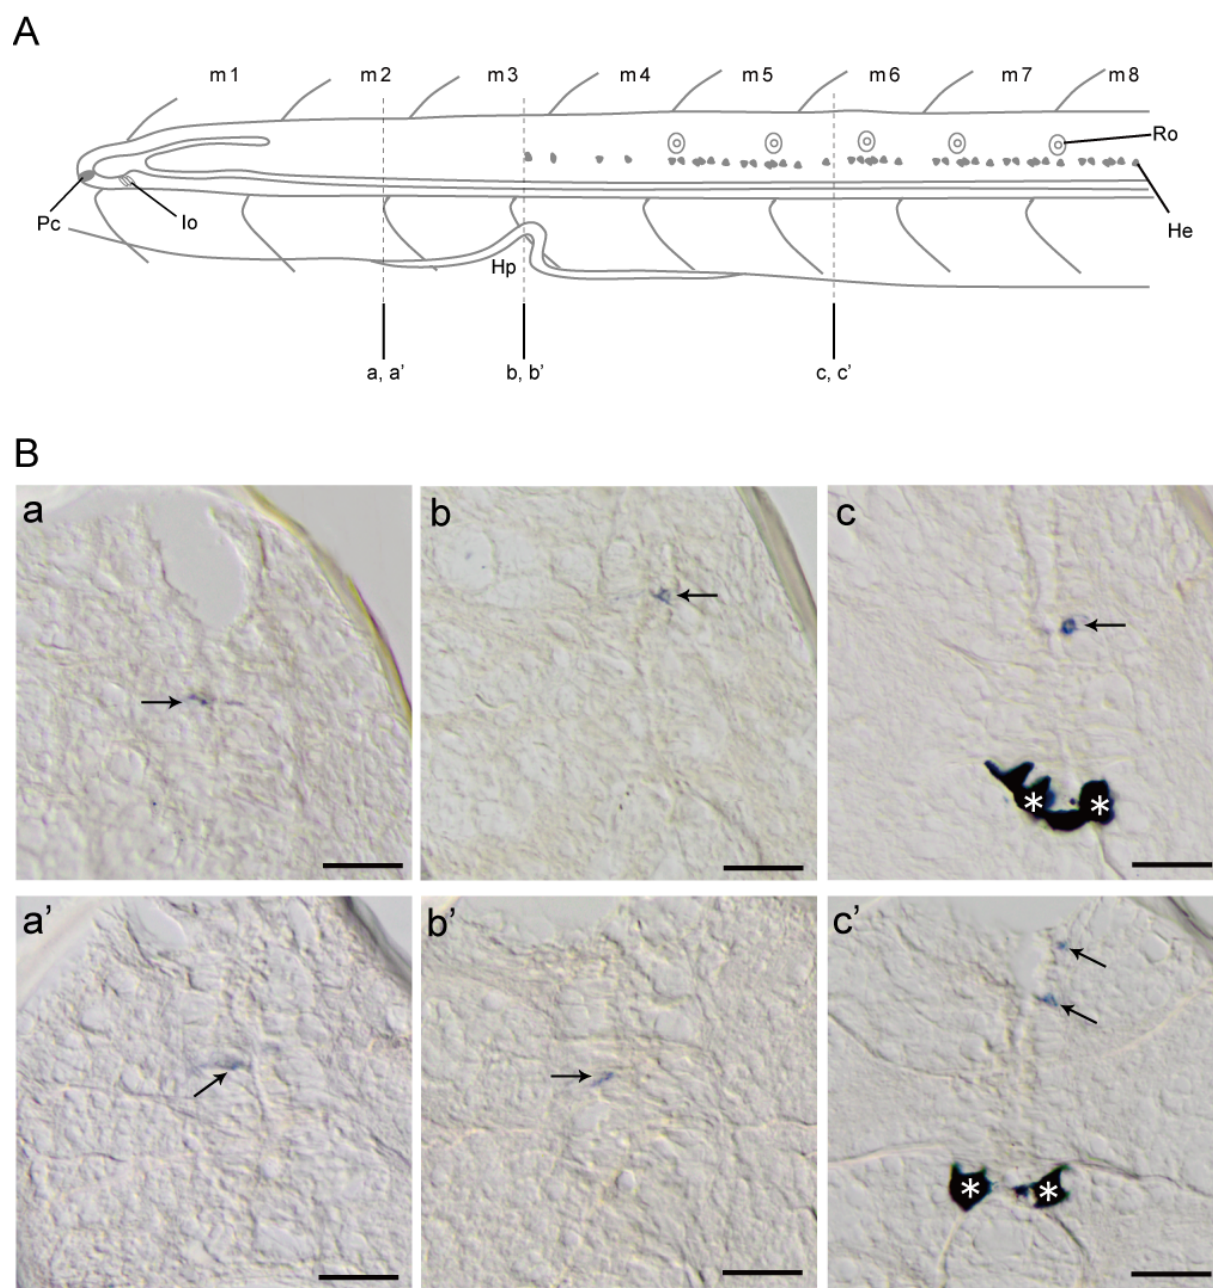 A
m1 m2 m3 m4 m5 m6 m7 m8
Ro
Pc Io He
Hp
a, a’ b, b’ c, c’
B
a b c
* *
a’ b’ c’
* *